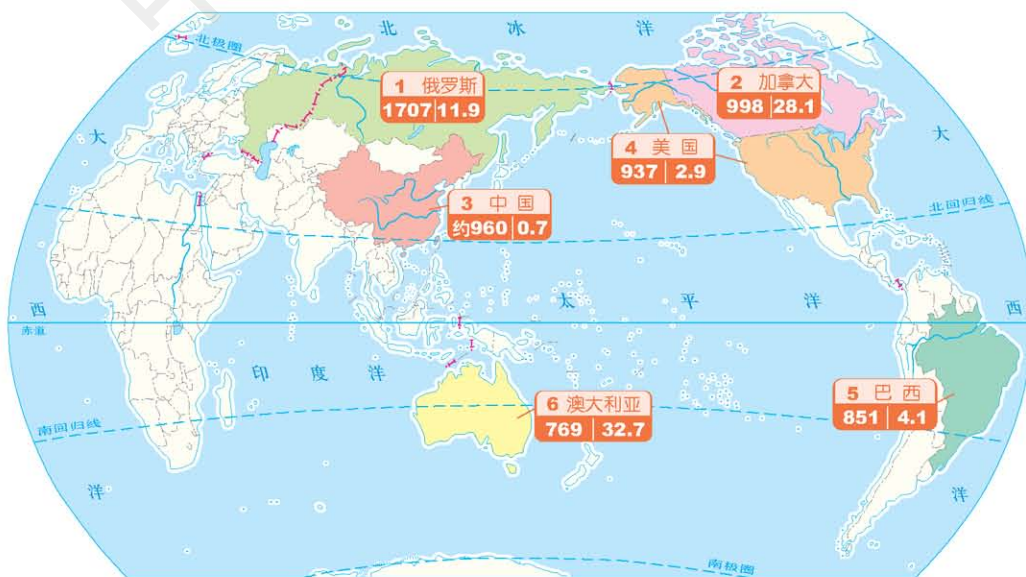 北 冰 洋
北极圈
1 俄罗斯
1707 11.9
2 加拿大
998 28.1
大
大
4 美国
937 2.9
3 中国
约960 0.7
北回归线
西
太 平 洋
西
赤道
印 度 洋
5 巴西
851 4.1
6 澳大利亚
769 32.7
南回归线
洋
洋
南极圈